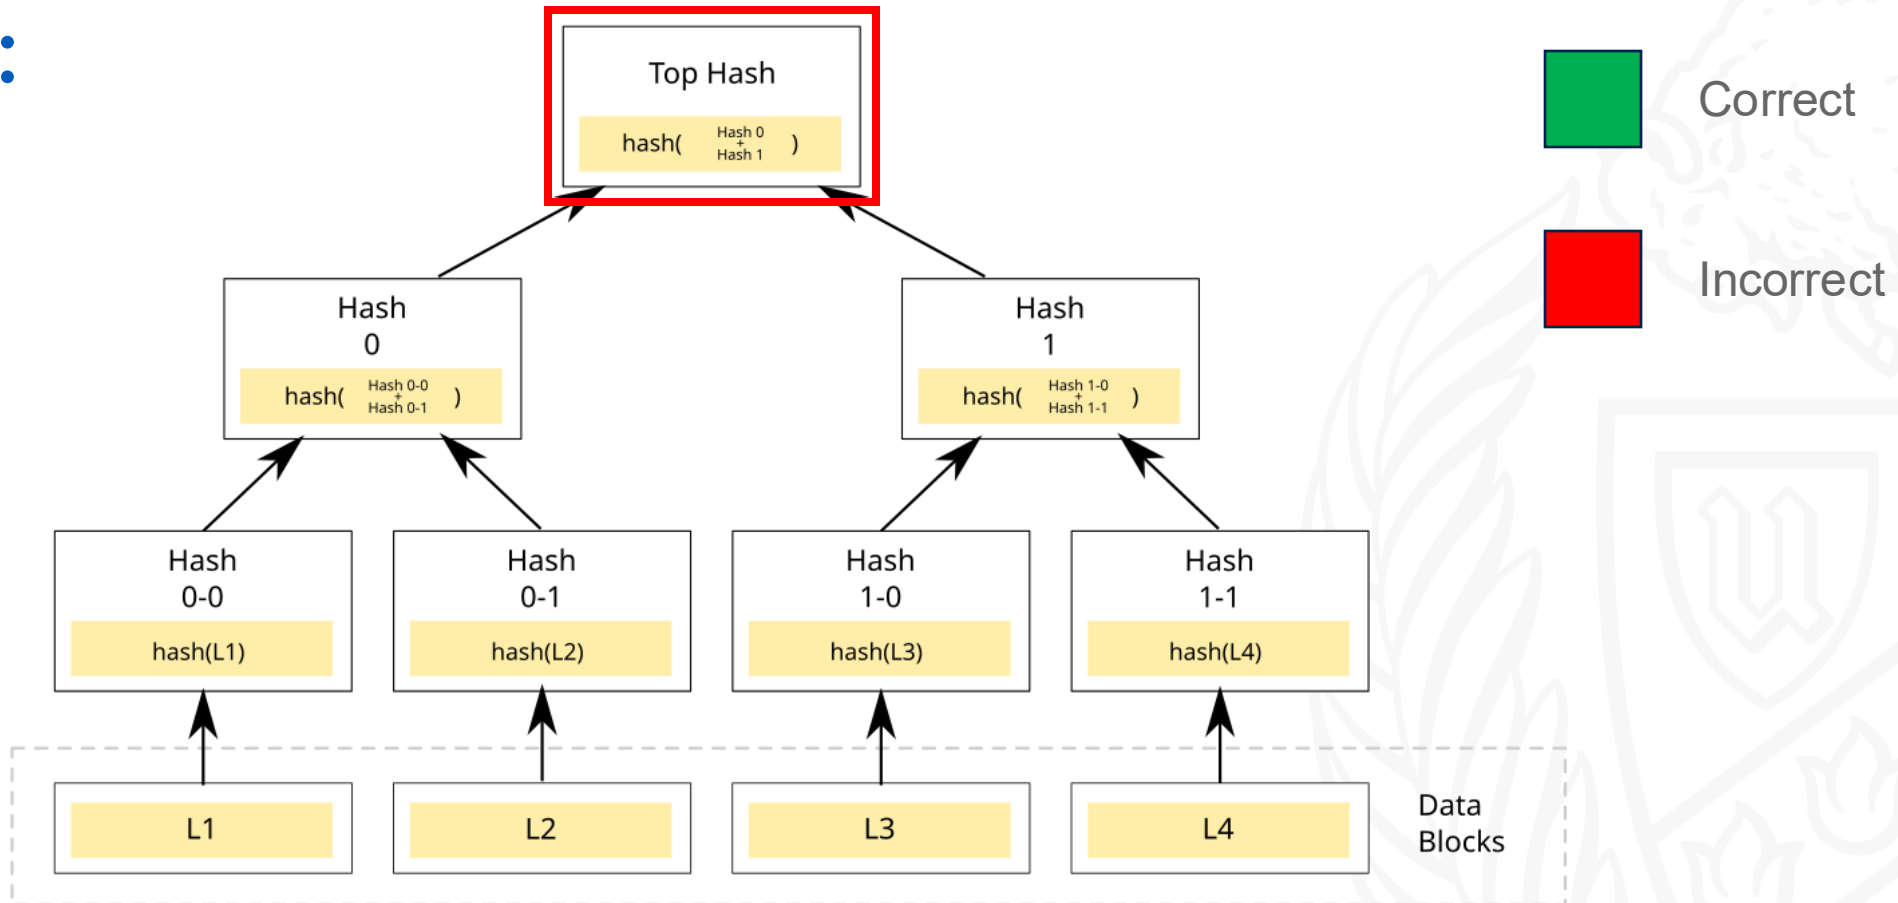 Top Hash
hash( Hash 0 + Hash 1 )
Correct
Incorrect
Hash
0
hash( Hash 0-0 + Hash 0-1 )
Hash
1
hash( Hash 1-0 + Hash 1-1 )
Hash
0-0
hash(L1)
Hash
0-1
hash(L2)
Hash
1-0
hash(L3)
Hash
1-1
hash(L4)
L1
L2
L3
L4
Data
Blocks